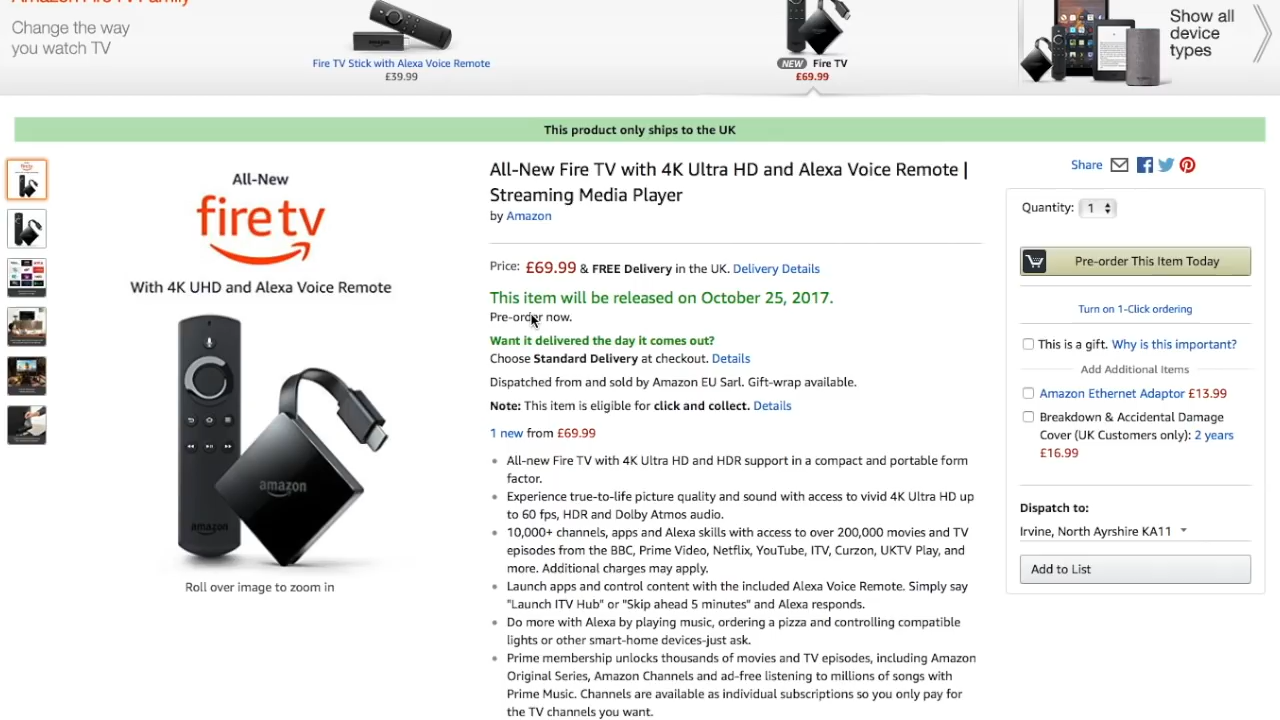 Amazon Fire TV Family
Change the way
you watch TV
Fire TV Stick with Alexa Voice Remote
£39.99
NEW Fire TV
£69.99
Show all
device
types
This product only ships to the UK
All-New
fire tv
With 4K UHD and Alexa Voice Remote
amazon
amazon
Roll over image to zoom in
All-New Fire TV with 4K Ultra HD and Alexa Voice Remote |
Streaming Media Player
by Amazon
Price: £69.99 & FREE Delivery in the UK. Delivery Details
This item will be released on October 25, 2017.
Pre-order now.
Want it delivered the day it comes out?
Choose Standard Delivery at checkout. Details
Dispatched from and sold by Amazon EU Sarl. Gift-wrap available.
Note: This item is eligible for click and collect. Details
1 new from £69.99
All-new Fire TV with 4K Ultra HD and HDR support in a compact and portable form
factor.
Experience true-to-life picture quality and sound with access to vivid 4K Ultra HD up
to 60 fps, HDR and Dolby Atmos audio.
10,000+ channels, apps and Alexa skills with access to over 200,000 movies and TV
episodes from the BBC, Prime Video, Netflix, YouTube, ITV, Curzon, UKTV Play, and
more. Additional charges may apply.
Launch apps and control content with the included Alexa Voice Remote. Simply say
"Launch ITV Hub" or "Skip ahead 5 minutes" and Alexa responds.
Do more with Alexa by playing music, ordering a pizza and controlling compatible
lights or other smart-home devices-just ask.
Prime membership unlocks thousands of movies and TV episodes, including Amazon
Original Series, Amazon Channels and ad-free listening to millions of songs with
Prime Music. Channels are available as individual subscriptions so you only pay for
the TV channels you want.
Share
Quantity: 1
Pre-order This Item Today
Turn on 1-Click ordering
This is a gift. Why is this important?
Add Additional Items
Amazon Ethernet Adaptor £13.99
Breakdown & Accidental Damage
Cover (UK Customers only): 2 years
£16.99
Dispatch to:
Irvine, North Ayrshire KA11
Add to List